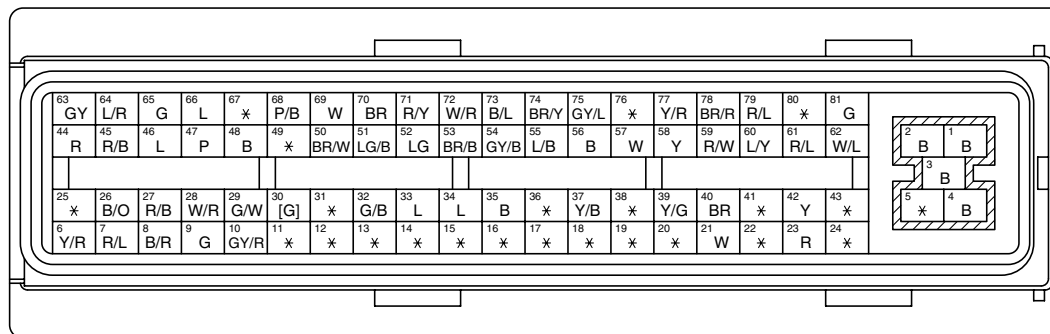 63 64 65 66 67 68 69 70 71 72 73 74 75 76 77 78 79 80 81
GY L/R G L * P/B W BR R/Y W/R B/L BR/Y GY/L * Y/R BR/R R/L * G
44 45 46 47 48 49 50 51 52 53 54 55 56 57 58 59 60 61 62
R R/B L P B * BR/W LG/B LG BR/B GY/B L/B B W Y R/W L/Y R/L W/L
2 1
B B
3
B
5 4
* B
25 26 27 28 29 30 31 32 33 34 35 36 37 38 39 40 41 42 43
* B/O R/B W/R G/W [G] * G/B L L B * Y/B * Y/G BR * Y *
6 7 8 9 10 11 12 13 14 15 16 17 18 19 20 21 22 23 24
Y/R R/L B/R G GY/R * * * * * * * * * * W * R *